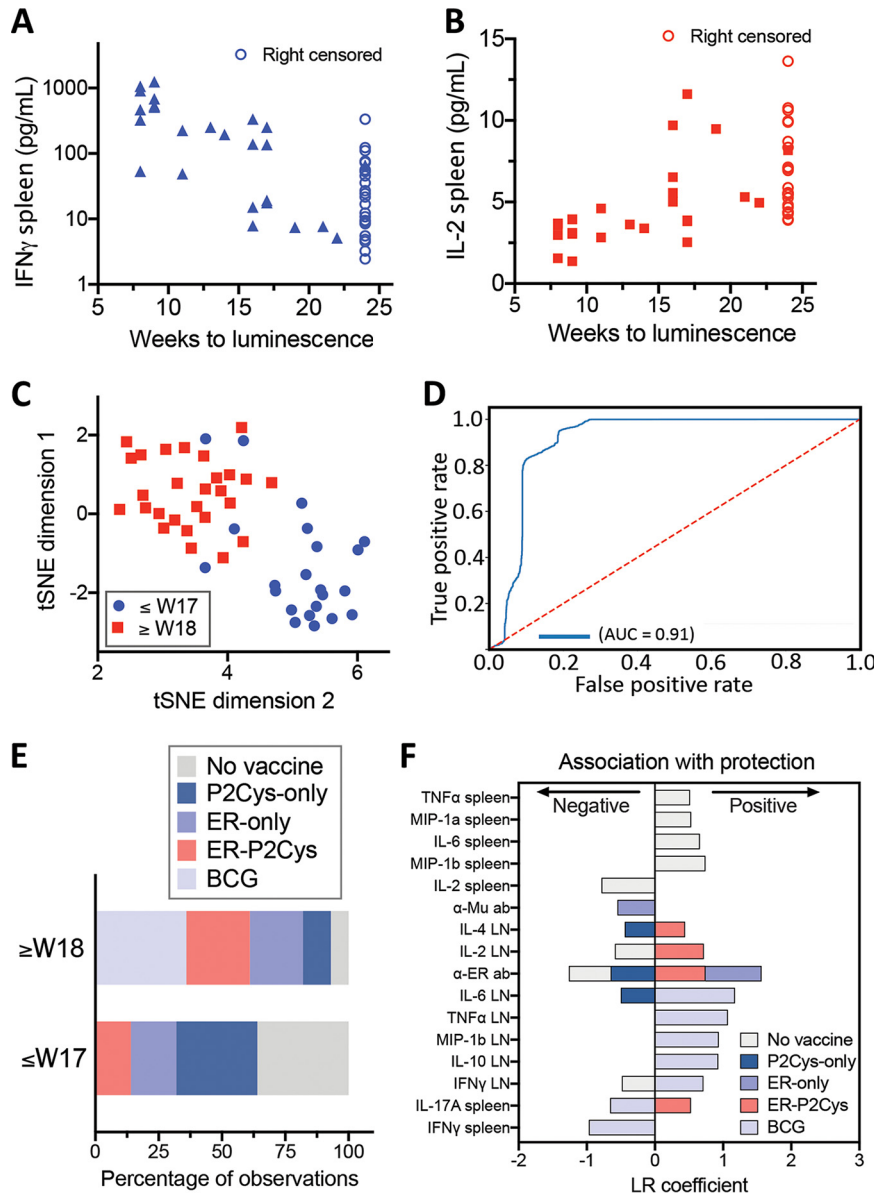 A
Right censored
IFNγ spleen (pg/mL)
1000
100
10
1
5
10
15
20
25
Weeks to luminescence
B
Right censored
IL-2 spleen (pg/mL)
15
10
5
0
5
10
15
20
25
Weeks to luminescence
C
tSNE dimension 1
2
0
-2
≤ W17
≥ W18
2
4
6
tSNE dimension 2
D
True positive rate
1.0
0.8
0.6
0.4
0.2
(AUC = 0.91)
0.0
0.2
0.4
0.6
0.8
1.0
False positive rate
E
No vaccine
P2Cys-only
ER-only
ER-P2Cys
BCG
≥W18
≤W17
0
25
50
75
100
Percentage of observations
F
Association with protection
Negative
Positive
TNFα spleen
MIP-1a spleen
IL-6 spleen
MIP-1b spleen
IL-2 spleen
α-Mu ab
IL-4 LN
IL-2 LN
α-ER ab
IL-6 LN
TNFα LN
MIP-1b LN
IL-10 LN
IFNγ LN
IL-17A spleen
IFNγ spleen
No vaccine
P2Cys-only
ER-only
ER-P2Cys
BCG
-2
-1
0
1
2
3
LR coefficient